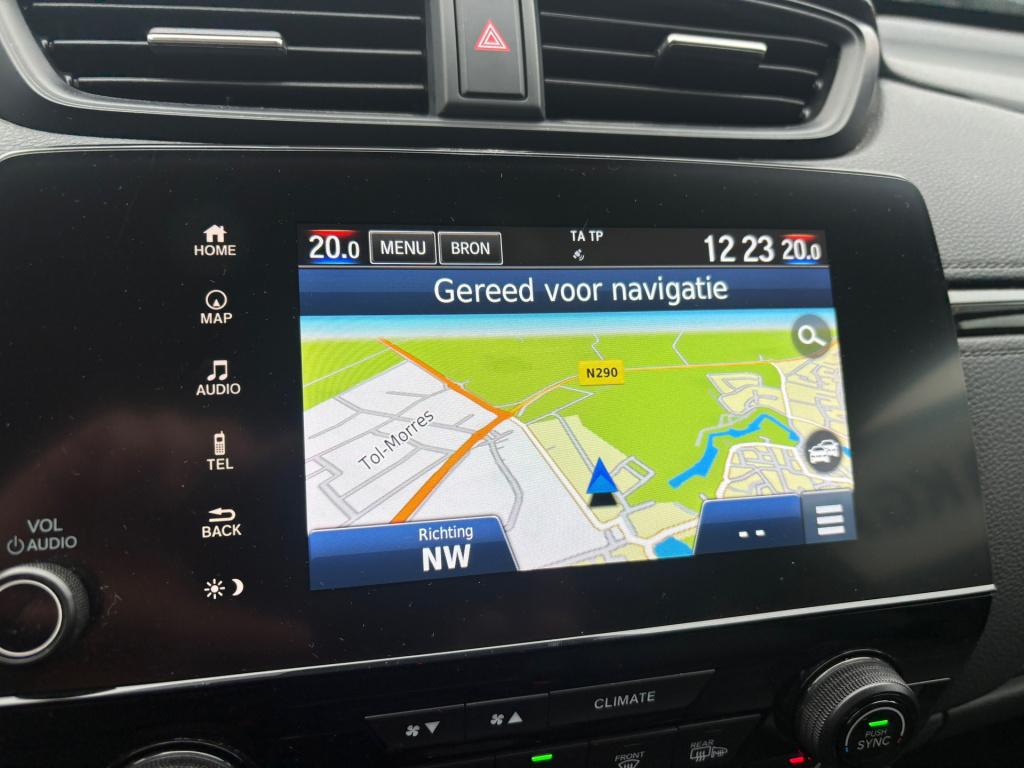 HOME
MAP
AUDIO
TEL
BACK
VOL
AUDIO
20.0 MENU BRON TA TP 12 23 20.0
Gereed voor navigatie
N290
Tol-Morres
Richting
NW
--
CLIMATE
FRONT
REAR
PUSH
SYNC